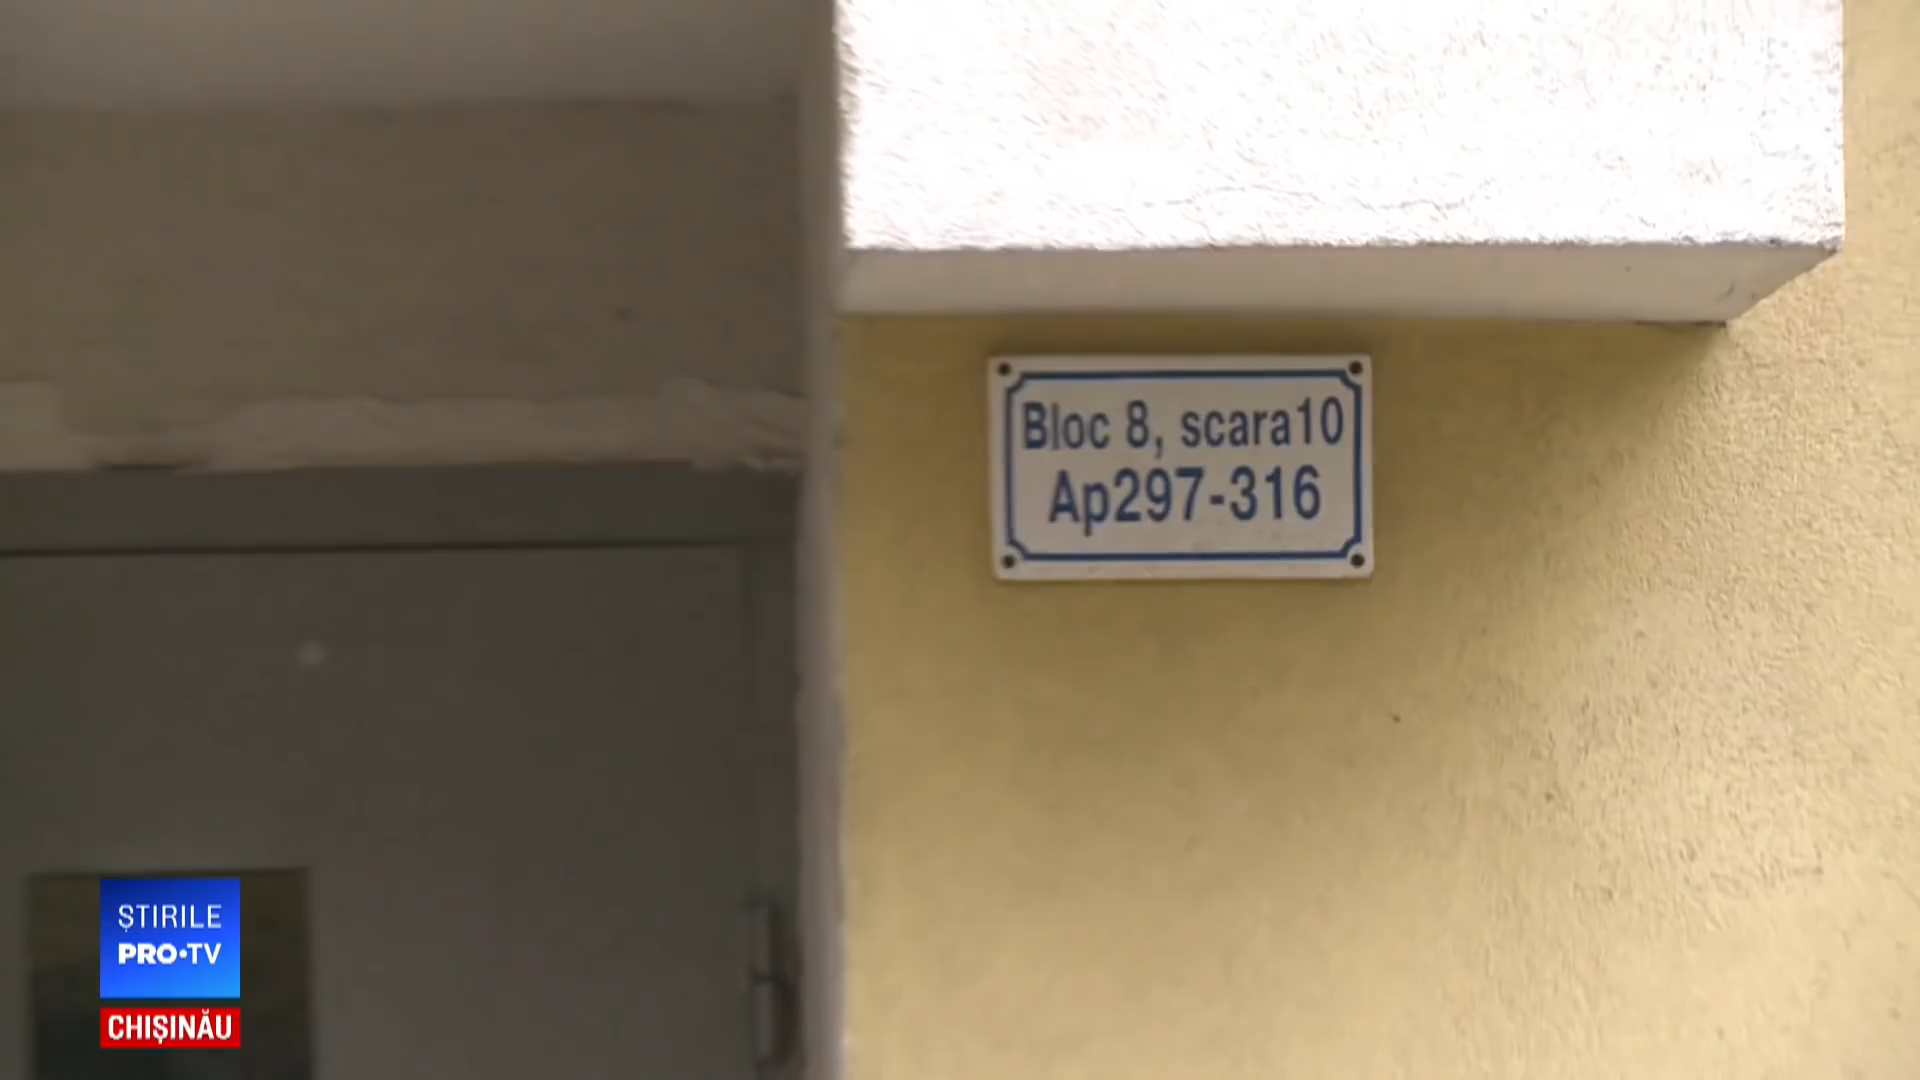 Bloc 8, scara10
Ap297-316
ȘTIRILE
PRO•TV
CHIȘINĂU